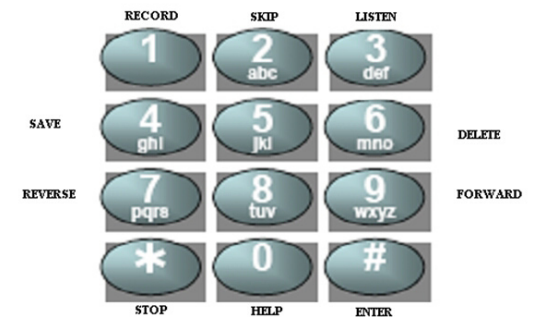 RECORD SKIP LISTEN
1 2 3
abc def
SAVE 4 5 6 DELETE
ghi jkl mno
REVERSE 7 8 9 FORWARD
pqrs tuv wxyz
* 0 #
STOP HELP ENTER